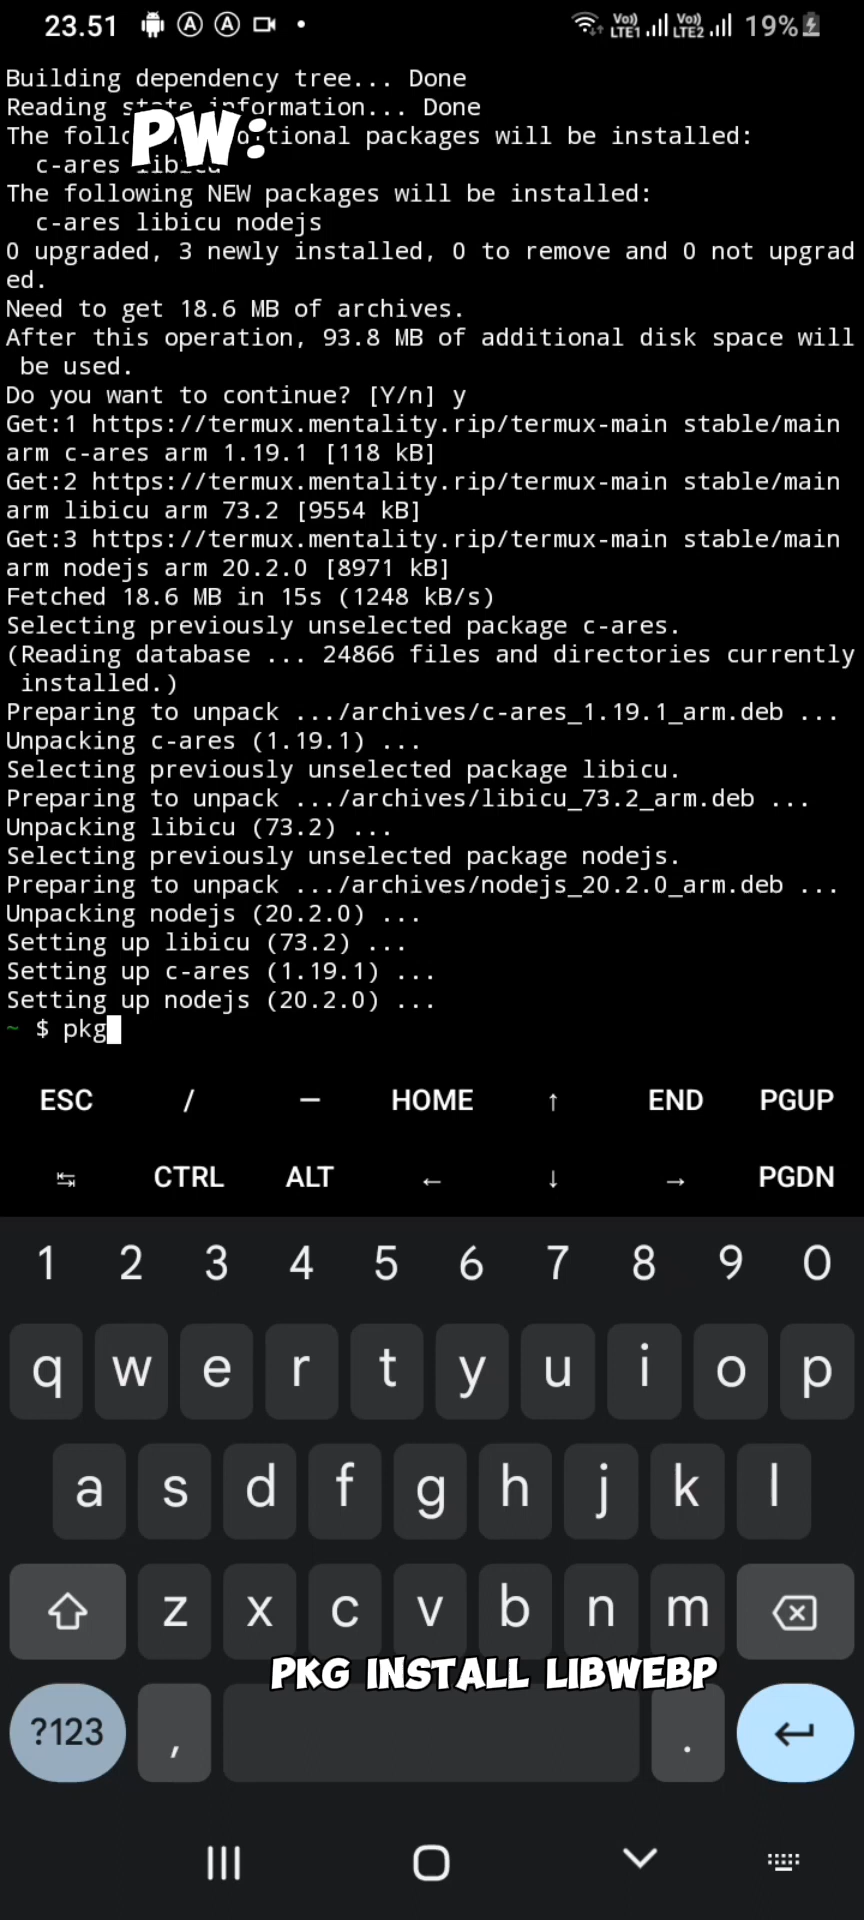 23.51 VoJ) LTE1 VoJ) LTE2 19%
Building dependency tree... Done
Reading state information... Done
PW:
The following additional packages will be installed:
c-ares libicu
The following NEW packages will be installed:
c-ares libicu nodejs
0 upgraded, 3 newly installed, 0 to remove and 0 not upgrad
ed.
Need to get 18.6 MB of archives.
After this operation, 93.8 MB of additional disk space will
be used.
Do you want to continue? [Y/n] y
Get:1 https://termux.mentality.rip/termux-main stable/main
arm c-ares arm 1.19.1 [118 kB]
Get:2 https://termux.mentality.rip/termux-main stable/main
arm libicu arm 73.2 [9554 kB]
Get:3 https://termux.mentality.rip/termux-main stable/main
arm nodejs arm 20.2.0 [8971 kB]
Fetched 18.6 MB in 15s (1248 kB/s)
Selecting previously unselected package c-ares.
(Reading database ... 24866 files and directories currently
installed.)
Preparing to unpack .../archives/c-ares_1.19.1_arm.deb ...
Unpacking c-ares (1.19.1) ...
Selecting previously unselected package libicu.
Preparing to unpack .../archives/libicu_73.2_arm.deb ...
Unpacking libicu (73.2) ...
Selecting previously unselected package nodejs.
Preparing to unpack .../archives/nodejs_20.2.0_arm.deb ...
Unpacking nodejs (20.2.0) ...
Setting up libicu (73.2) ...
Setting up c-ares (1.19.1) ...
Setting up nodejs (20.2.0) ...
~ $ pkg
ESC / — HOME ↑ END PGUP
↹ CTRL ALT ← ↓ → PGDN
1 2 3 4 5 6 7 8 9 0
q w e r t y u i o p
a s d f g h j k l
z x c v b n m
PKG INSTALL LIBWEBP
?123 , .